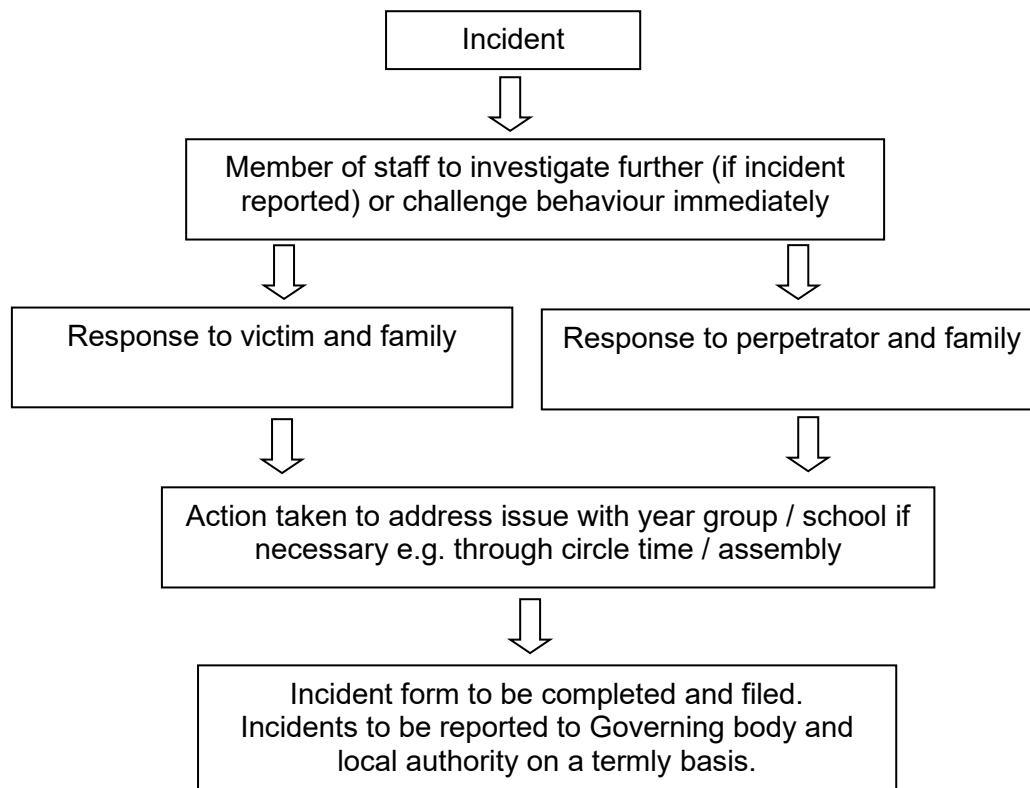 Incident
Member of staff to investigate further (if incident
reported) or challenge behaviour immediately
Response to victim and family
Response to perpetrator and family
Action taken to address issue with year group / school if
necessary e.g. through circle time / assembly
Incident form to be completed and filed.
Incidents to be reported to Governing body and
local authority on a termly basis.